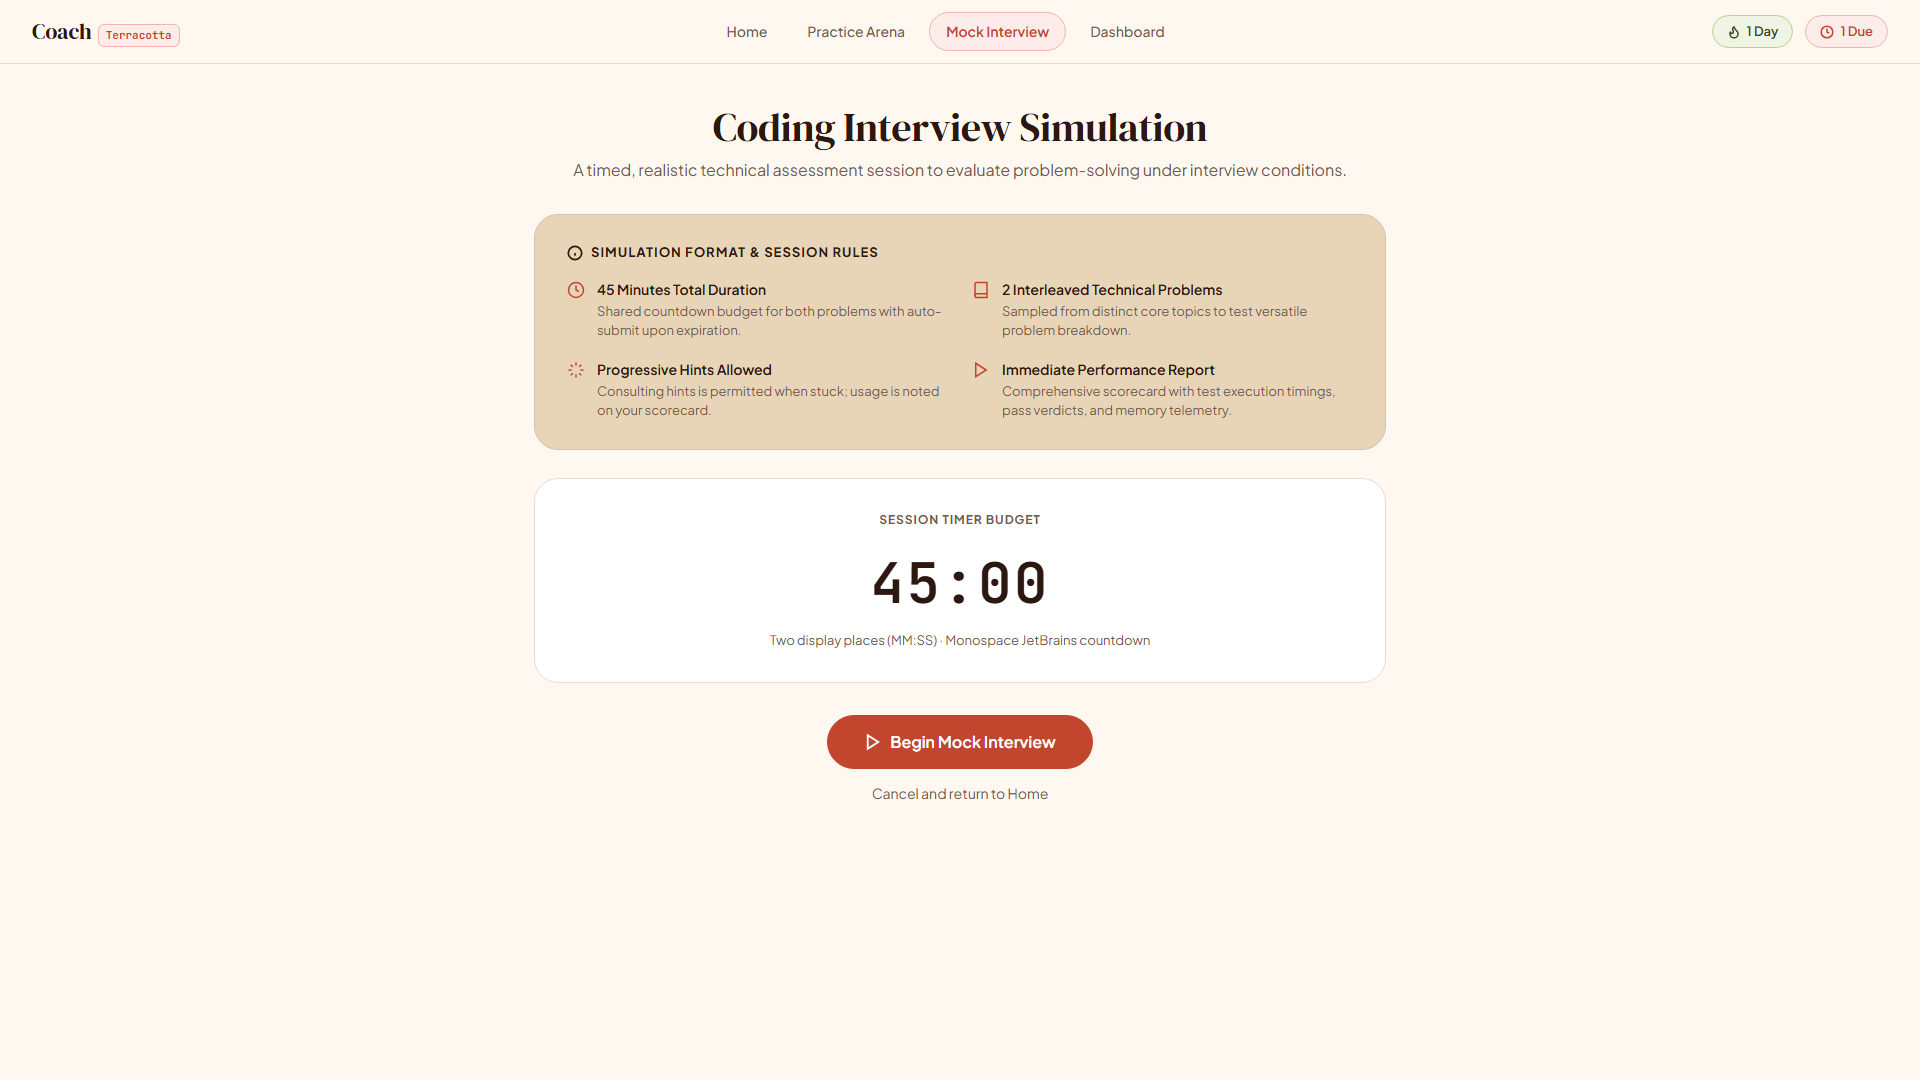 Coach Terracotta Home Practice Arena Mock Interview Dashboard 1 Day 1 Due
Coding Interview Simulation
A timed, realistic technical assessment session to evaluate problem-solving under interview conditions.
SIMULATION FORMAT & SESSION RULES
45 Minutes Total Duration
Shared countdown budget for both problems with auto-
submit upon expiration.
2 Interleaved Technical Problems
Sampled from distinct core topics to test versatile
problem breakdown.
Progressive Hints Allowed
Consulting hints is permitted when stuck; usage is noted
on your scorecard.
Immediate Performance Report
Comprehensive scorecard with test execution timings,
pass verdicts, and memory telemetry.
SESSION TIMER BUDGET
45:00
Two display places (MM:SS) · Monospace JetBrains countdown
Begin Mock Interview
Cancel and return to Home